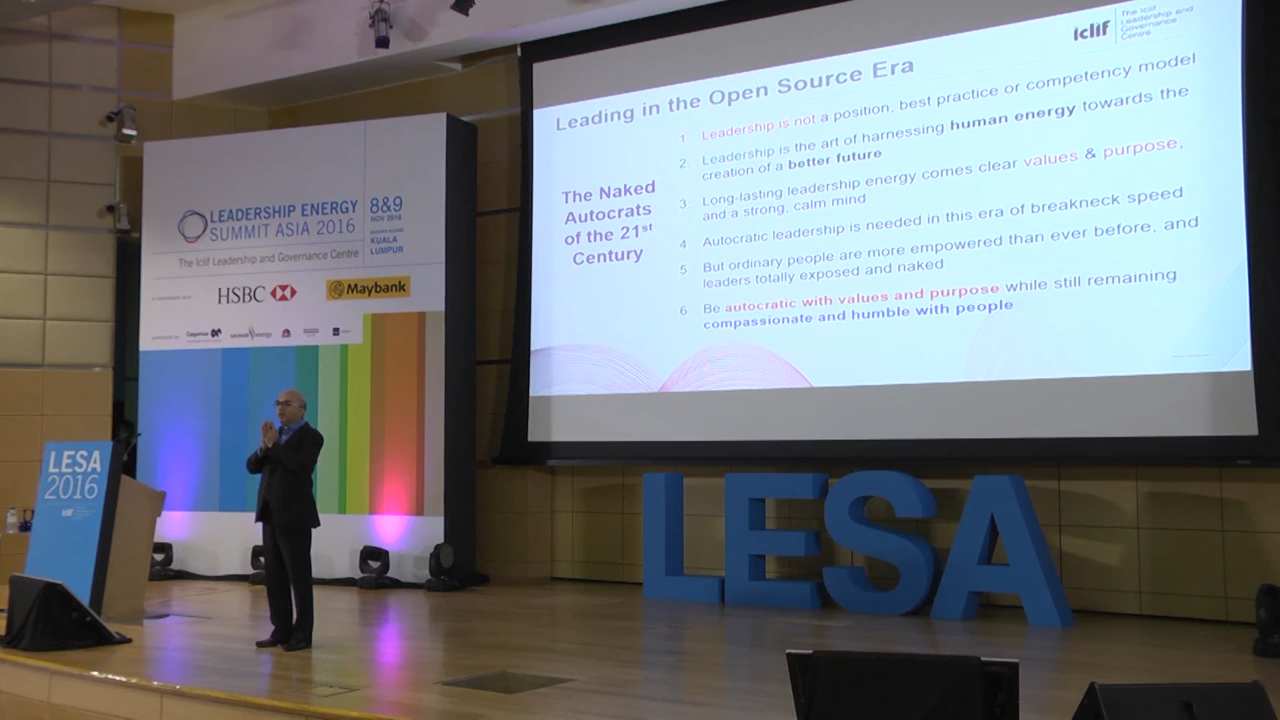 iclif
The Iclif
Leadership and
Governance
Centre
Leading in the Open Source Era
The Naked
Autocrats
of the 21st
Century
1. Leadership is not a position, best practice or competency model
2. Leadership is the art of harnessing human energy towards the
creation of a better future
3. Long-lasting leadership energy comes clear values & purpose,
and a strong, calm mind
4 Autocratic leadership is needed in this era of breakneck speed
5. But ordinary people are more empowered than ever before, and
leaders totally exposed and naked
6 Be autocratic with values and purpose while still remaining
compassionate and humble with people
LEADERSHIP ENERGY
SUMMIT ASIA 2016
8&9
NOV 2016
KUALA
LUMPUR
The Iclif Leadership and Governance Centre
HSBC
Maybank
LESA
2016
iclif
LESA